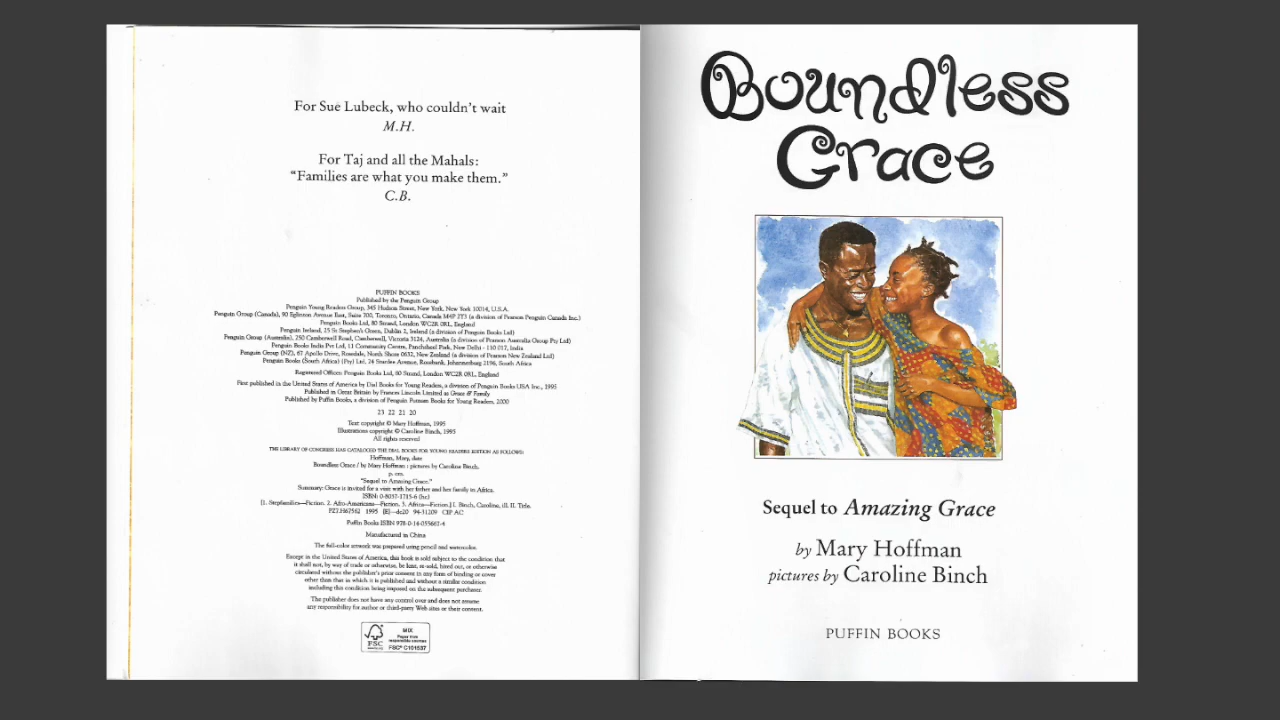 For Sue Lubeck, who couldn't wait
M.H.
For Taj and all the Mahals:
“Families are what you make them.”
C.B.
PUFFIN BOOKS
Published by the Penguin Group
Penguin Young Readers Group, 345 Hudson Street, New York, New York 10014, U.S.A.
Penguin Group (Canada), 90 Eglinton Avenue East, Suite 700, Toronto, Ontario, Canada M4P 2Y3 (a division of Pearson Penguin Canada Inc.)
Penguin Books Ltd, 80 Strand, London WC2R 0RL, England
Penguin Ireland, 25 St Stephen's Green, Dublin 2, Ireland (a division of Penguin Books Ltd)
Penguin Group (Australia), 250 Camberwell Road, Camberwell, Victoria 3124, Australia (a division of Pearson Australia Group Pty Ltd)
Penguin Books India Pvt Ltd, 11 Community Centre, Panchsheel Park, New Delhi - 110 017, India
Penguin Group (NZ), 67 Apollo Drive, Rosedale, North Shore 0632, New Zealand (a division of Pearson New Zealand Ltd)
Penguin Books (South Africa) (Pty) Ltd, 24 Sturdee Avenue, Rosebank, Johannesburg 2196, South Africa
Registered Offices: Penguin Books Ltd, 80 Strand, London WC2R 0RL, England
First published in the United States of America by Dial Books for Young Readers, a division of Penguin Books USA Inc., 1995
Published in Great Britain by Frances Lincoln Limited as Grace & Family
Published by Puffin Books, a division of Penguin Putnam Books for Young Readers, 2000
23 22 21 20
Text copyright © Mary Hoffman, 1995
Illustrations copyright © Caroline Binch, 1995
All rights reserved
THE LIBRARY OF CONGRESS HAS CATALOGED THE DIAL BOOKS FOR YOUNG READERS EDITION AS FOLLOWS:
Hoffman, Mary, date
Boundless Grace / by Mary Hoffman : pictures by Caroline Binch.
p. cm.
“Sequel to Amazing Grace.”
Summary: Grace is invited for a visit with her father and her family in Africa.
ISBN: 0-8037-1715-6 (hc)
[1. Stepfamilies—Fiction. 2. Afro-Americans—Fiction. 3. Africa—Fiction.] I. Binch, Caroline, ill. II. Title.
PZ7.H67562 1995 [E]—dc20 94-31209 CIP AC
Puffin Books ISBN 978-0-14-055667-4
Manufactured in China
The full-color artwork was prepared using pencil and watercolor.
Except in the United States of America, this book is sold subject to the condition that
it shall not, by way of trade or otherwise, be lent, re-sold, hired out, or otherwise
circulated without the publisher's prior consent in any form of binding or cover
other than that in which it is published and without a similar condition
including this condition being imposed on the subsequent purchaser.
The publisher does not have any control over and does not assume
any responsibility for author or third-party Web sites or their content.
FSC
MIX
Paper from
responsible sources
FSC® C101537
Boundless
Grace
Sequel to Amazing Grace
by Mary Hoffman
pictures by Caroline Binch
PUFFIN BOOKS